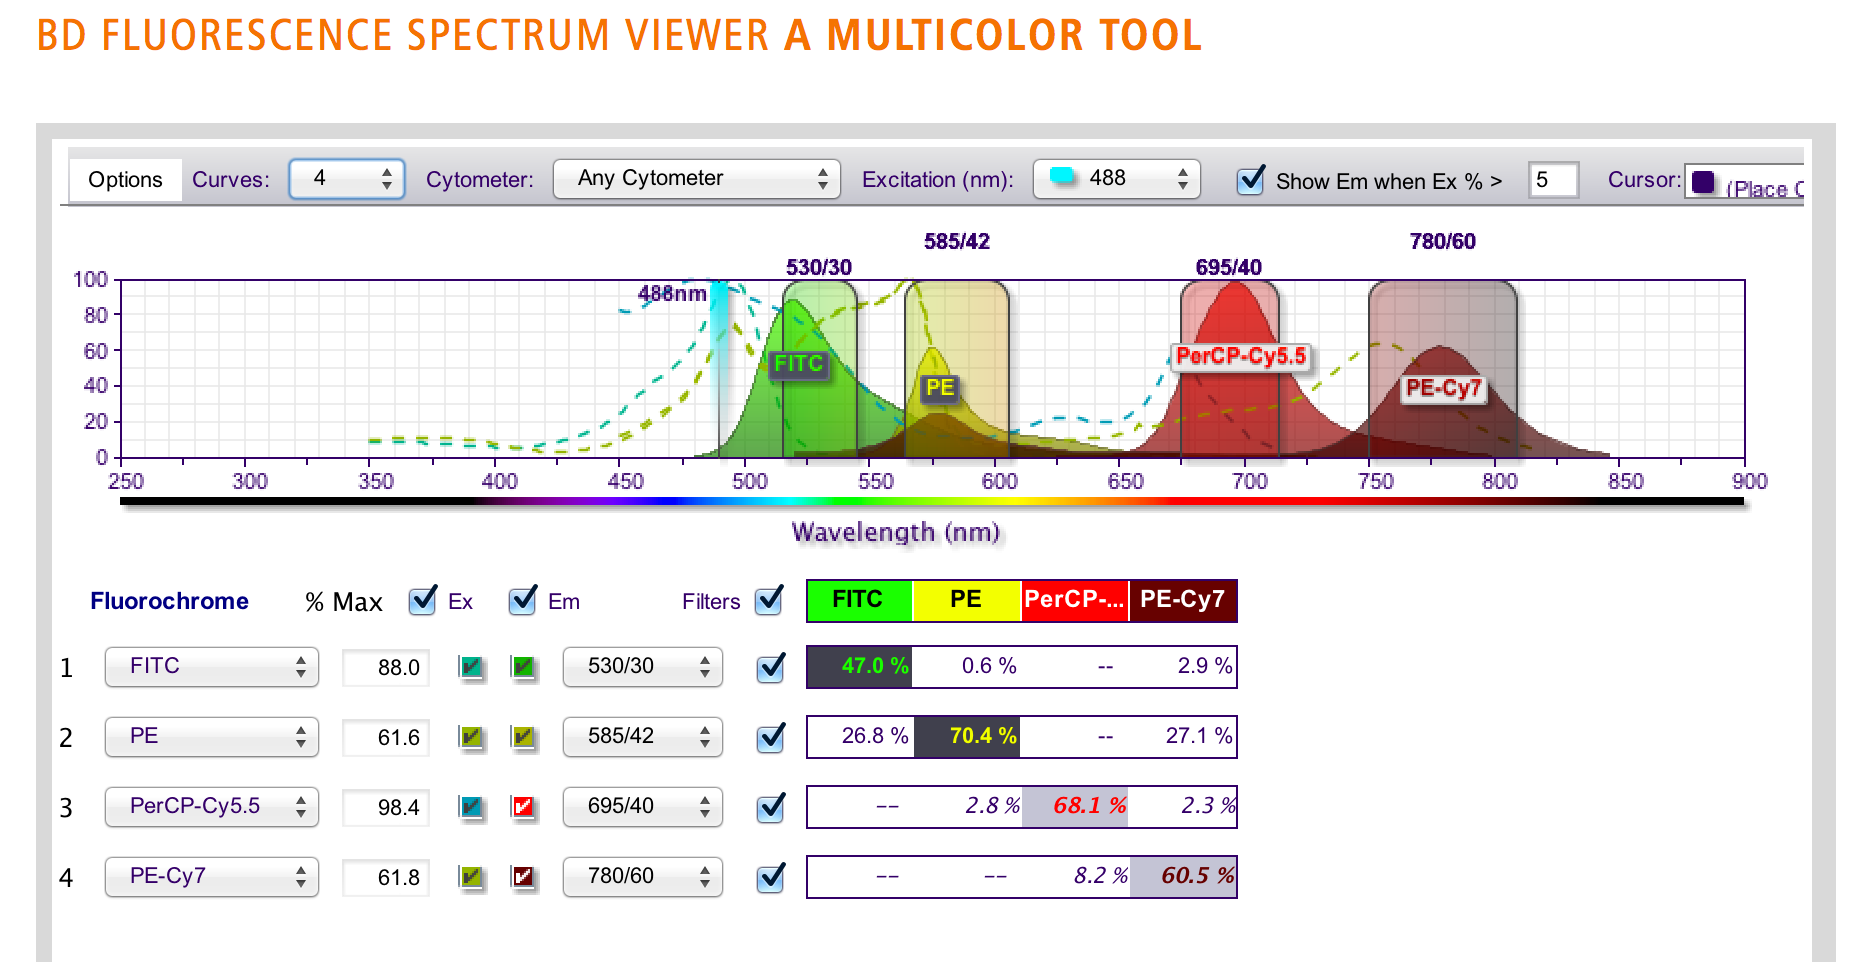 BD FLUORESCENCE SPECTRUM VIEWER A MULTICOLOR TOOL
Options Curves: 4 Cytometer: Any Cytometer Excitation (nm): 488 Show Em when Ex % > 5 Cursor: (Place C
585/42 780/60
530/30 695/40
100
488nm
80
60
FITC PerCP-Cy5.5
40
PE PE-Cy7
20
0
250 300 350 400 450 500 550 600 650 700 750 800 850 900
Wavelength (nm)
Fluorochrome % Max Ex Em Filters FITC PE PerCP-... PE-Cy7
1 FITC 88.0 530/30 47.0 % 0.6 % -- 2.9 %
2 PE 61.6 585/42 26.8 % 70.4 % -- 27.1 %
3 PerCP-Cy5.5 98.4 695/40 -- 2.8 % 68.1 % 2.3 %
4 PE-Cy7 61.8 780/60 -- -- 8.2 % 60.5 %